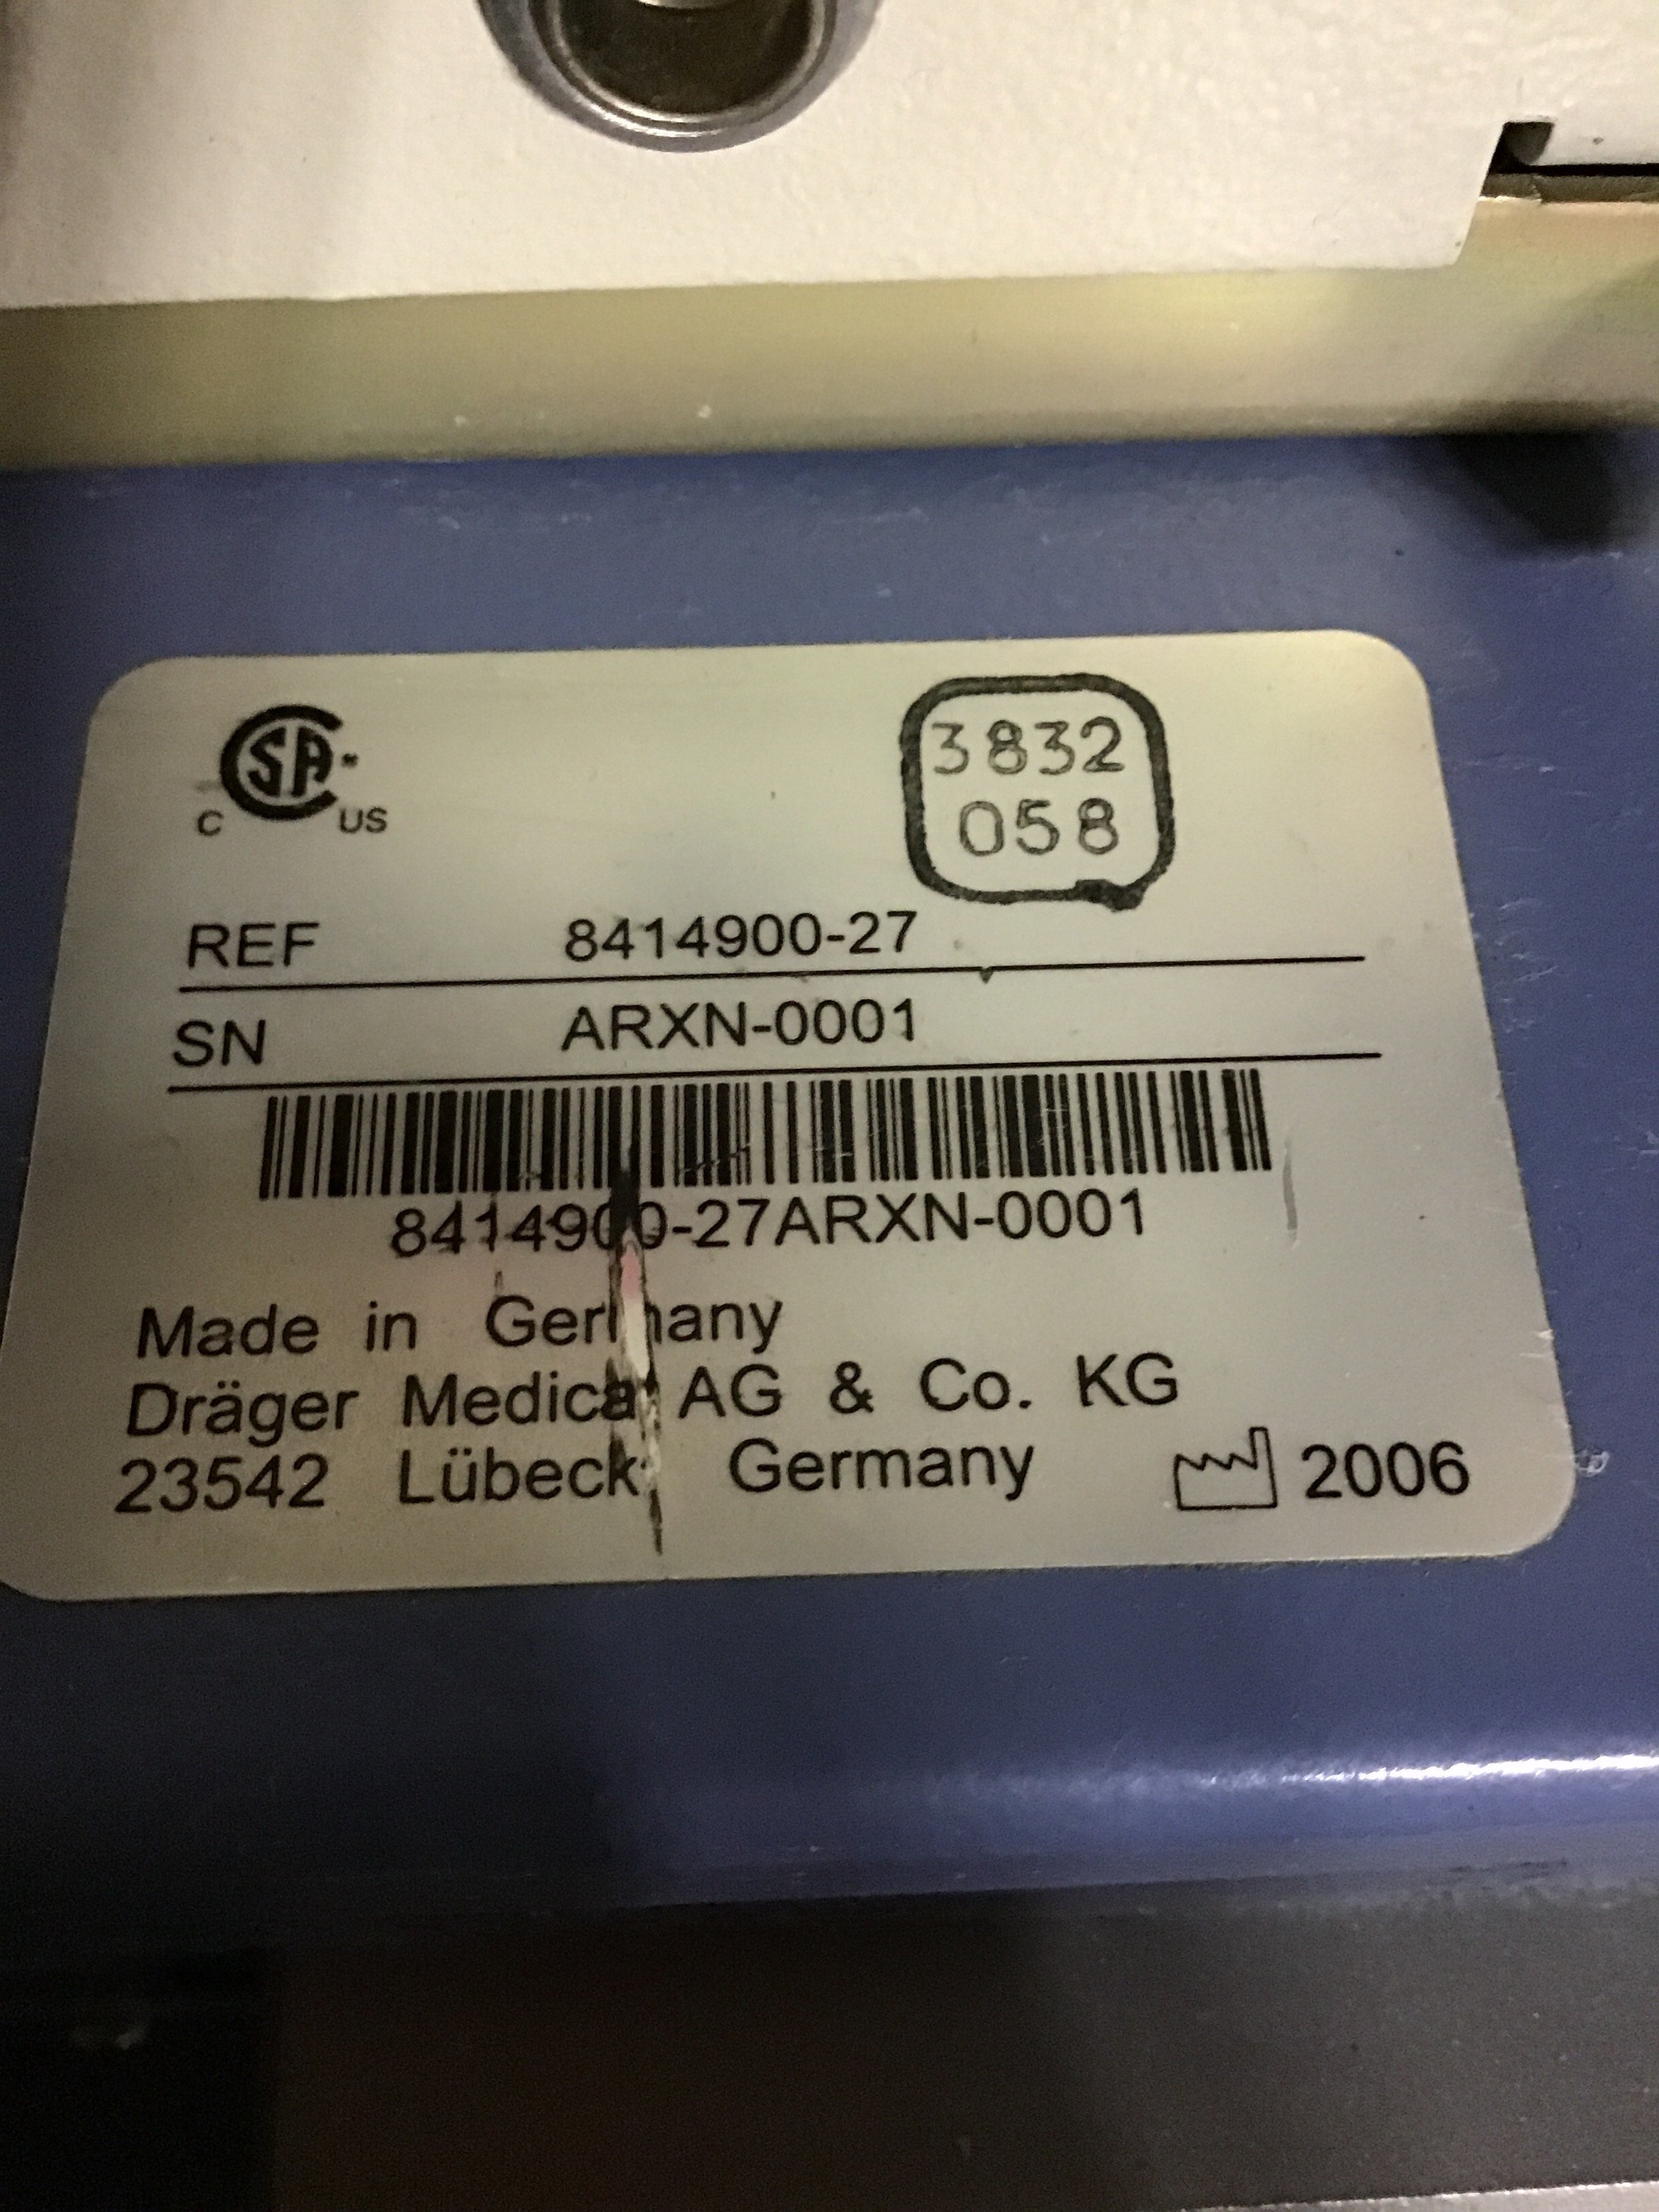 CSA
C US
3832
058
REF 8414900-27
SN ARXN-0001
8414900-27ARXN-0001
Made in Germany
Dräger Medical AG & Co. KG
23542 Lübeck Germany 2006